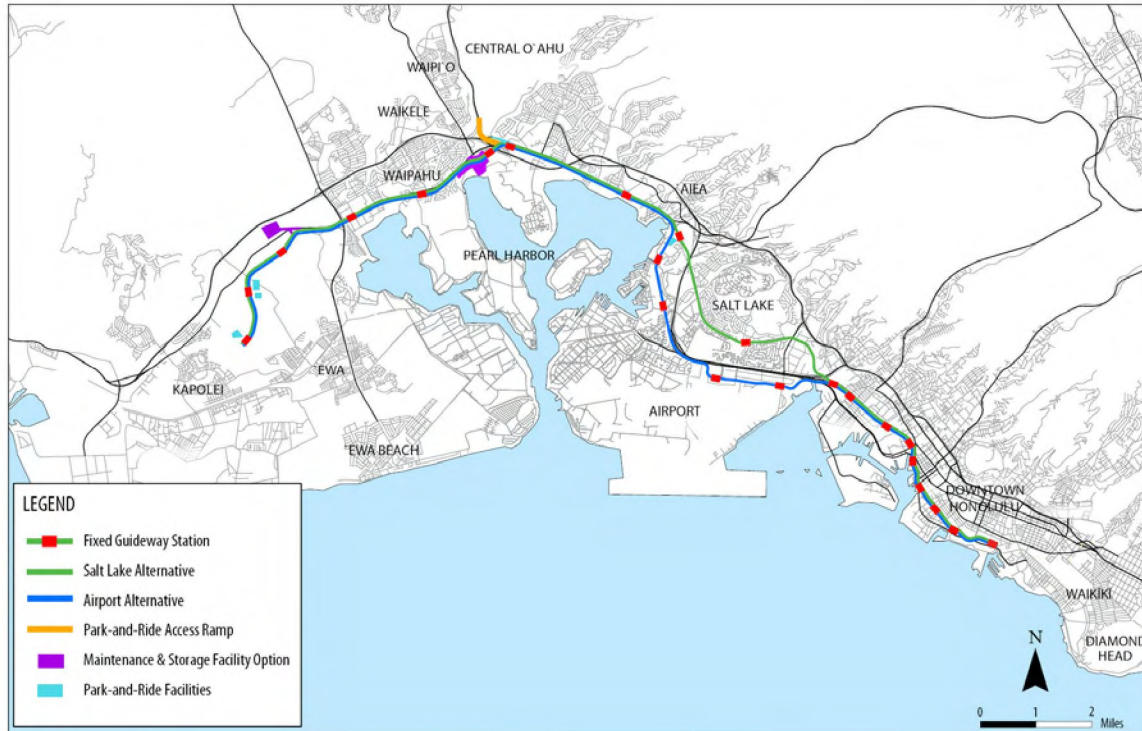 CENTRAL O`AHU
WAIPI`O
WAIKELE
WAIPAHU
AIEA
PEARL HARBOR
SALT LAKE
KAPOLEI
`EWA
AIRPORT
`EWA BEACH
DOWNTOWN
HONOLULU
WAIKIKI
DIAMOND
HEAD
LEGEND
Fixed Guideway Station
Salt Lake Alternative
Airport Alternative
Park-and-Ride Access Ramp
Maintenance & Storage Facility Option
Park-and-Ride Facilities
N
0 1 2
Miles